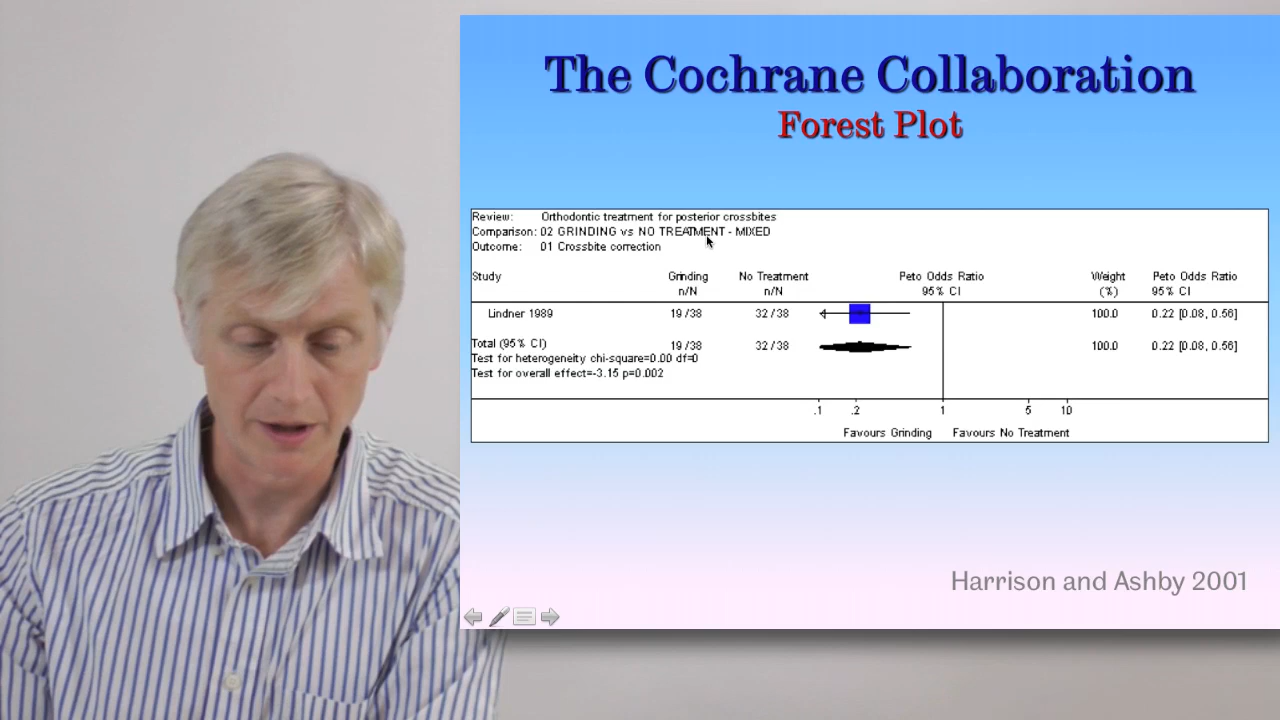 The Cochrane Collaboration
Forest Plot
Review: Orthodontic treatment for posterior crossbites
Comparison: 02 GRINDING vs NO TREATMENT - MIXED
Outcome: 01 Crossbite correction
Study Grinding No Treatment Peto Odds Ratio Weight Peto Odds Ratio
n/N n/N 95% CI (%) 95% CI
Lindner 1989 19/38 32/38 100.0 0.22 [0.08, 0.56]
Total (95% CI) 19/38 32/38 100.0 0.22 [0.08, 0.56]
Test for heterogeneity chi-square=0.00 df=0
Test for overall effect=-3.15 p=0.002
.1 .2 1 5 10
Favours Grinding Favours No Treatment
Harrison and Ashby 2001